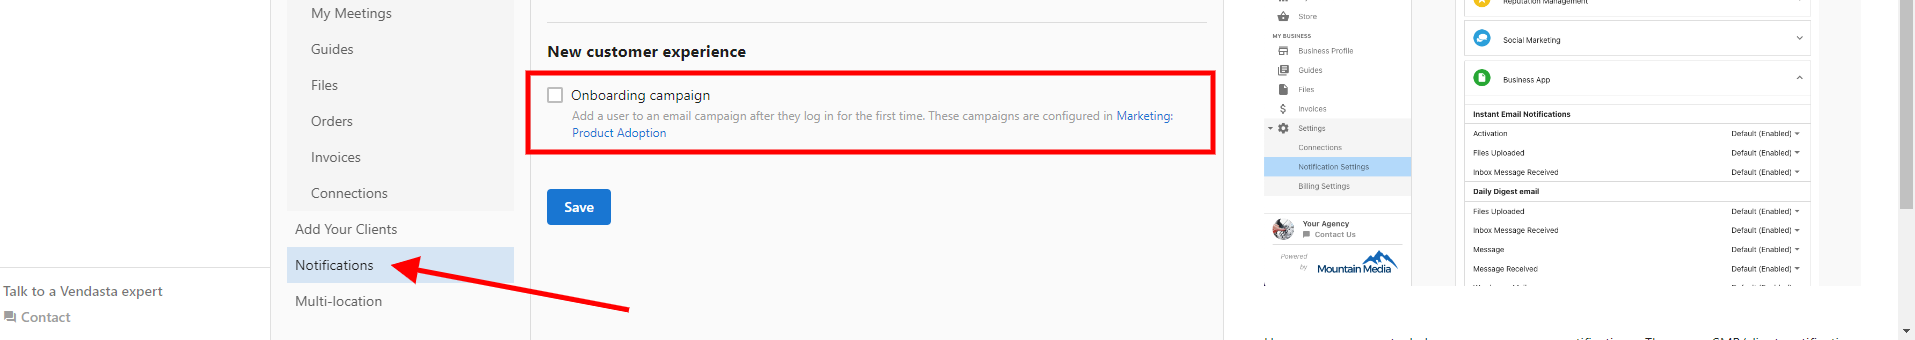 My Meetings
Guides
Files
Orders
Invoices
Connections
Add Your Clients
Notifications
Multi-location
Talk to a Vendasta expert
Contact
New customer experience
Onboarding campaign
Add a user to an email campaign after they log in for the first time. These campaigns are configured in Marketing:
Product Adoption
Save
Store
MY BUSINESS
Business Profile
Guides
Files
Invoices
Settings
Connections
Notification Settings
Billing Settings
Your Agency
Contact Us
Powered
by
Mountain Media
Reputation Management
Social Marketing
Business App
Instant Email Notifications
Activation Default (Enabled)
Files Uploaded Default (Enabled)
Inbox Message Received Default (Enabled)
Daily Digest email
Files Uploaded Default (Enabled)
Inbox Message Received Default (Enabled)
Message Default (Enabled)
Message Received Default (Enabled)